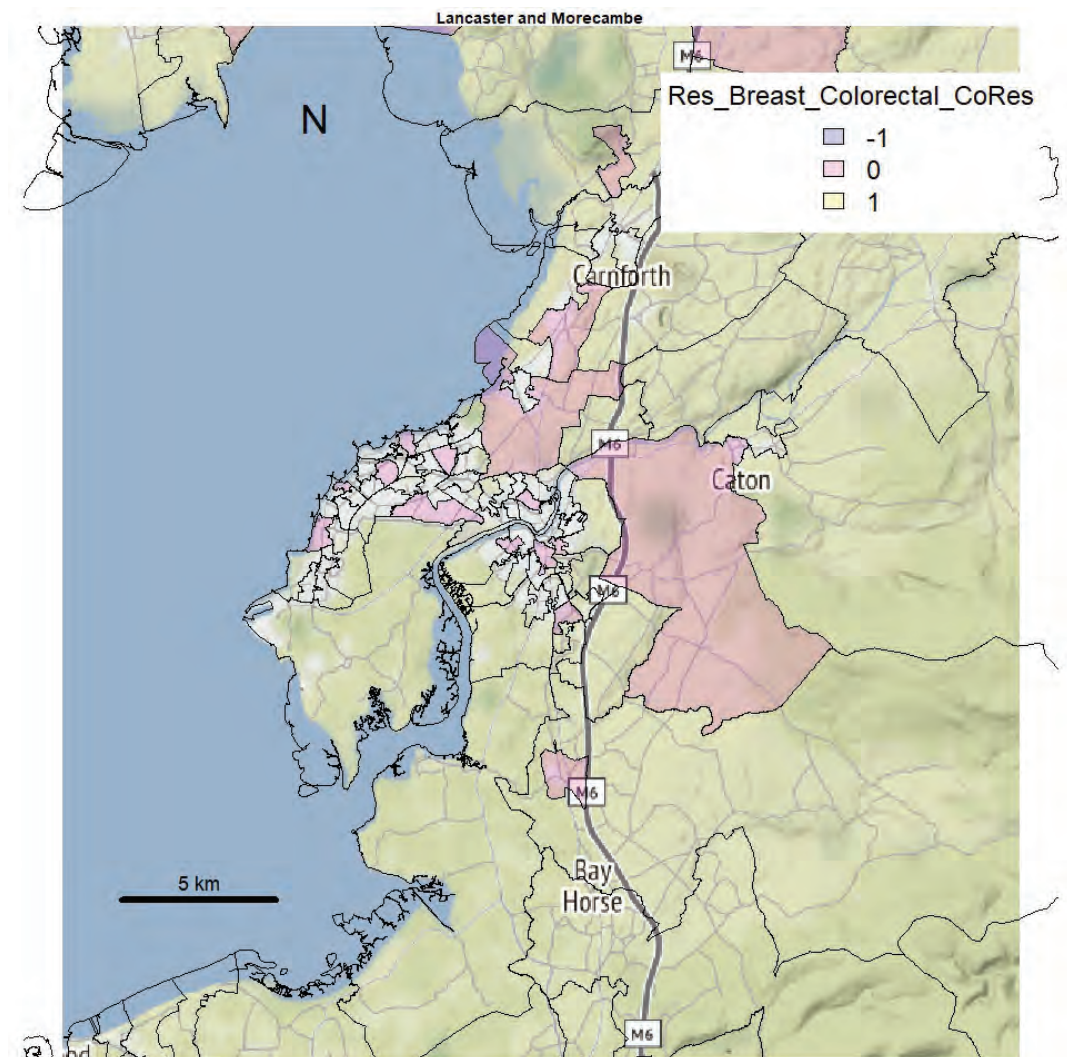 Lancaster and Morecambe
M6
Res_Breast_Colorectal_CoRes
N
-1
0
1
Carnforth
M6
Caton
M6
M6
5 km
Bay
Horse
M6